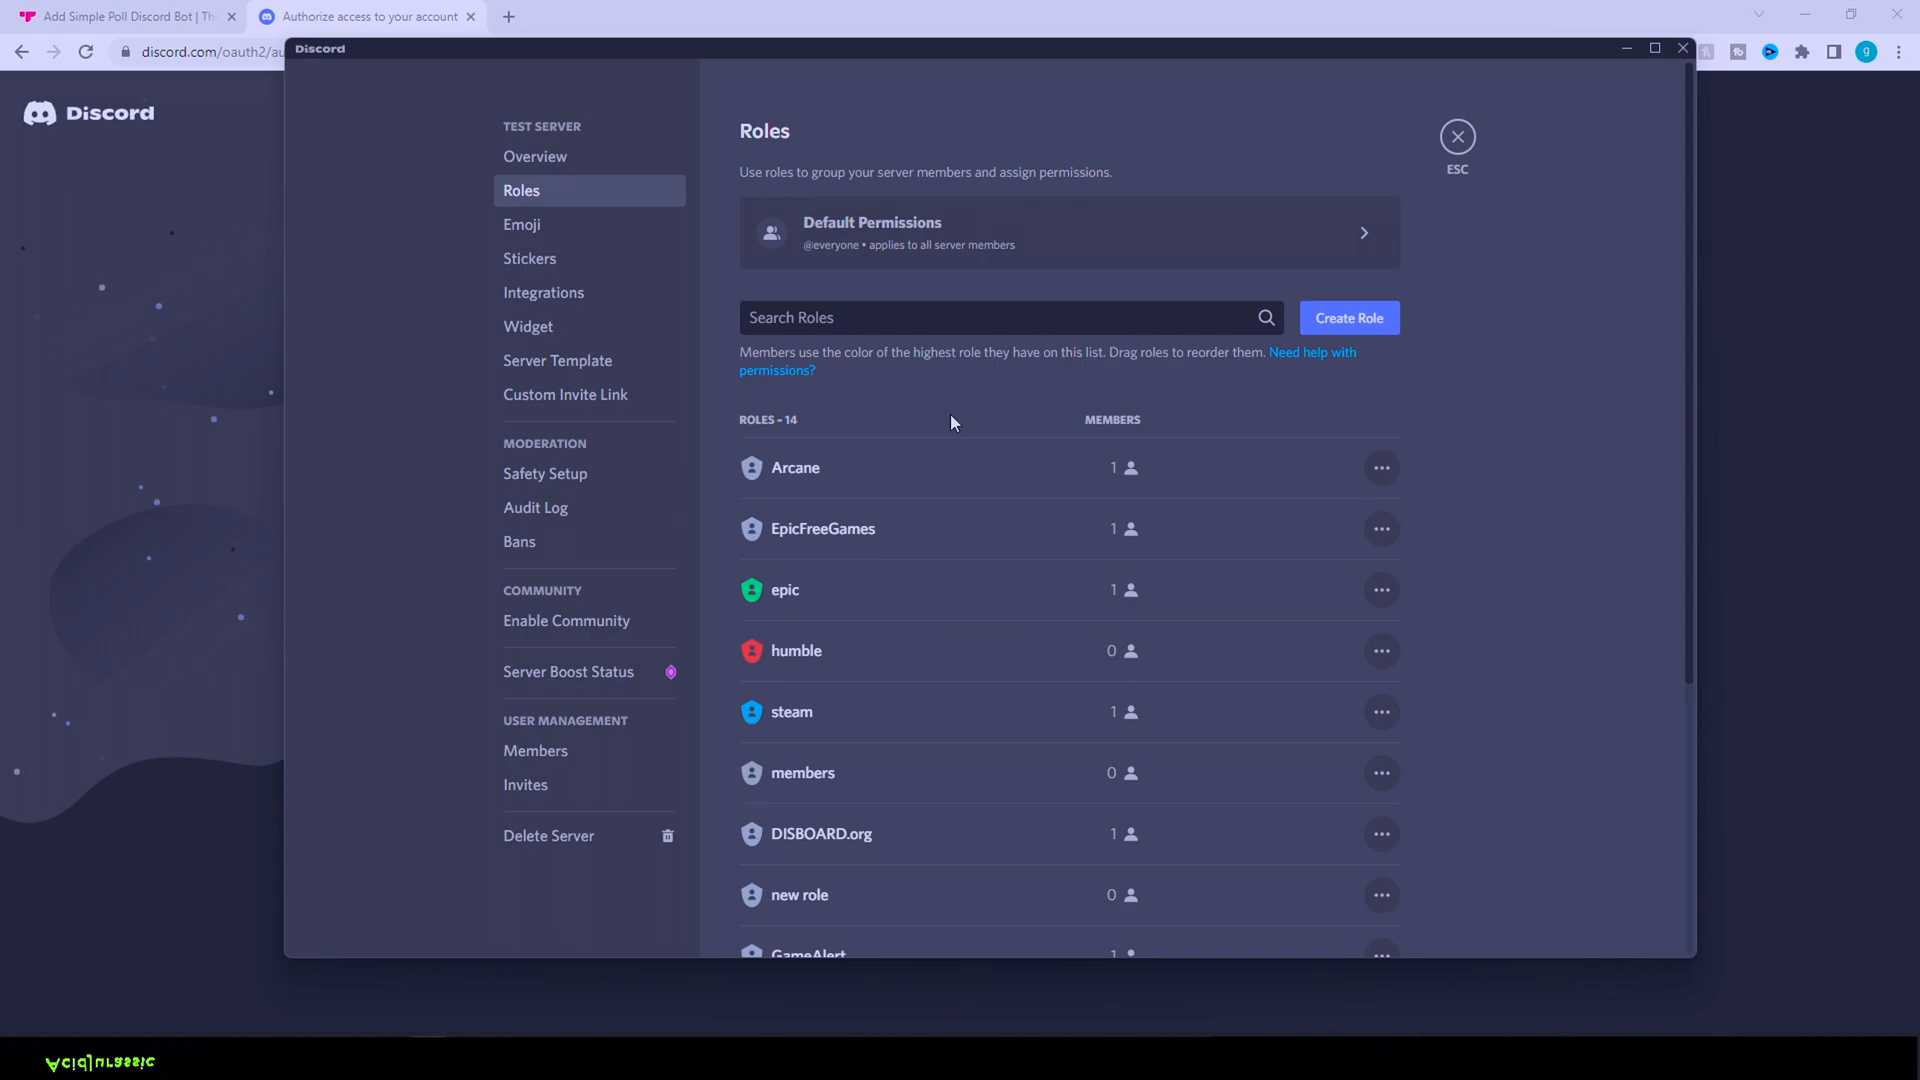 Add Simple Poll Discord Bot | Th
Authorize access to your account
discord.com/oauth2/au
g
Discord
Discord
TEST SERVER
Overview
Roles
Emoji
Stickers
Integrations
Widget
Server Template
Custom Invite Link
MODERATION
Safety Setup
Audit Log
Bans
COMMUNITY
Enable Community
Server Boost Status
USER MANAGEMENT
Members
Invites
Delete Server
Roles
ESC
Use roles to group your server members and assign permissions.
Default Permissions
@everyone • applies to all server members
Search Roles
Create Role
Members use the color of the highest role they have on this list. Drag roles to reorder them. Need help with
permissions?
ROLES - 14 MEMBERS
Arcane 1
EpicFreeGames 1
epic 1
humble 0
steam 1
members 0
DISBOARD.org 1
new role 0
GameAlert 1
AcidJurassic